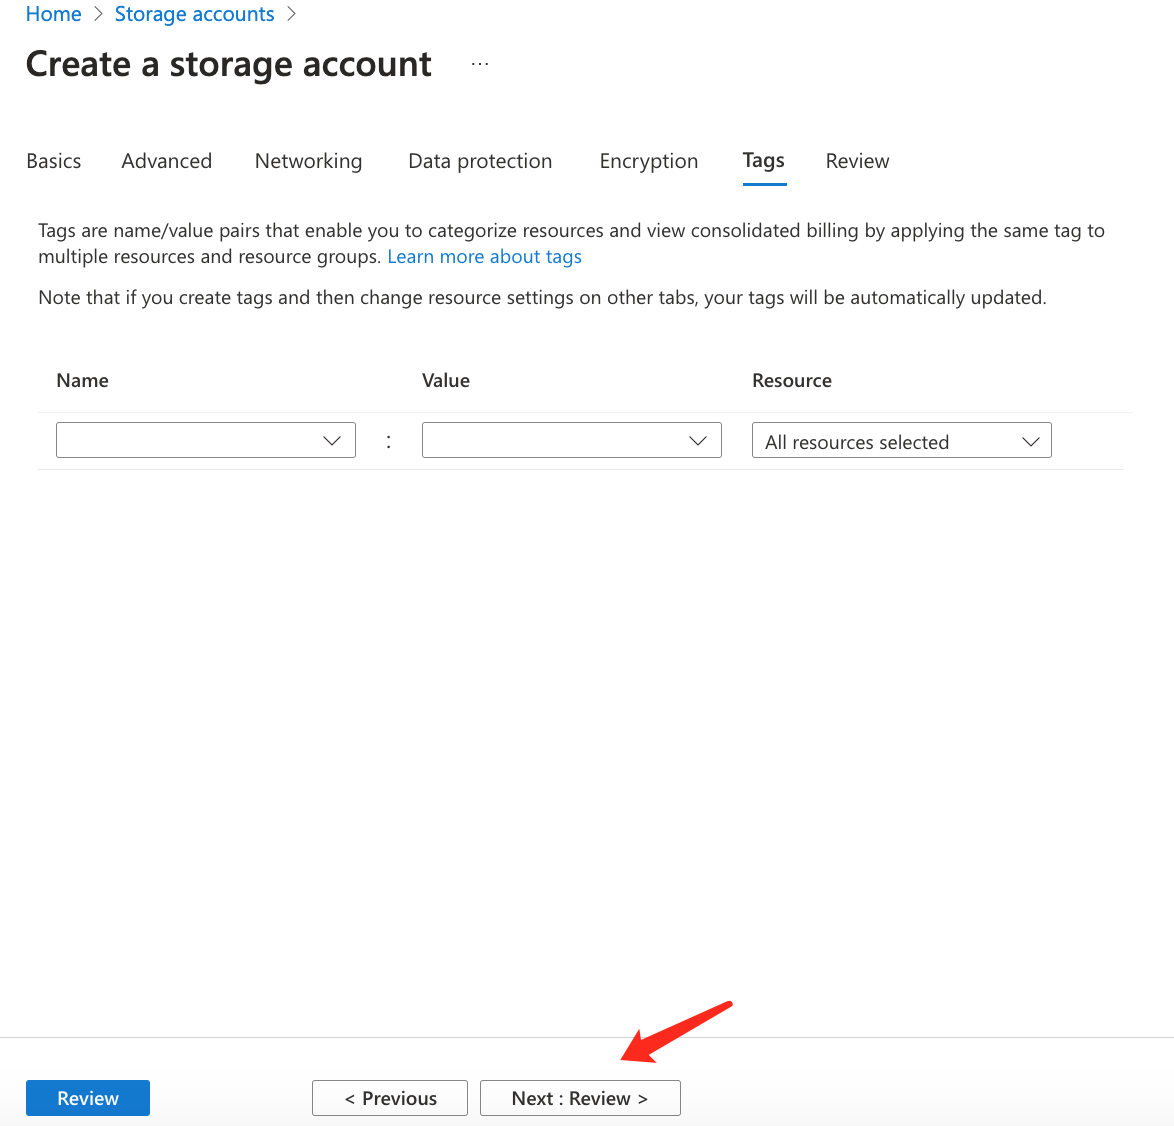 Home > Storage accounts >
Create a storage account ...
Basics Advanced Networking Data protection Encryption Tags Review
Tags are name/value pairs that enable you to categorize resources and view consolidated billing by applying the same tag to
multiple resources and resource groups. Learn more about tags
Note that if you create tags and then change resource settings on other tabs, your tags will be automatically updated.
Name Value Resource
: All resources selected
Review < Previous Next : Review >